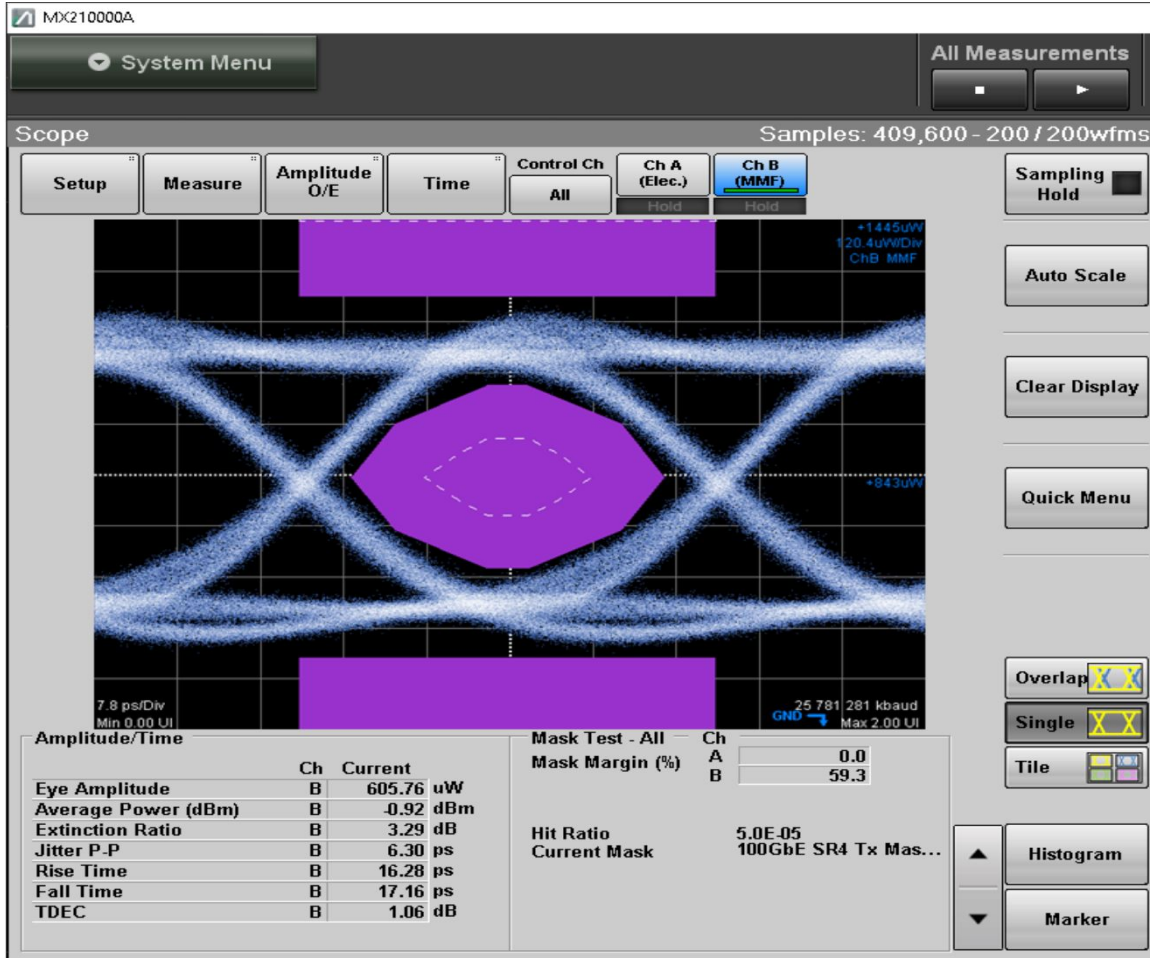 MX210000A
System Menu
All Measurements
Scope
Samples: 409,600 - 200 / 200wfms
Setup
Measure
Amplitude
O/E
Time
Control Ch
All
Ch A
(Elec.)
Hold
Ch B
(MMF)
Hold
Sampling
Hold
+1445uW
120.4uW/Div
ChB MMF
Auto Scale
Clear Display
+843uW
Quick Menu
7.8 ps/Div
Min 0.00 UI
25 781 281 kbaud
GND
Max 2.00 UI
Overlap
Single
Tile
Amplitude/Time
Ch Current
Eye Amplitude B 605.76 uW
Average Power (dBm) B -0.92 dBm
Extinction Ratio B 3.29 dB
Jitter P-P B 6.30 ps
Rise Time B 16.28 ps
Fall Time B 17.16 ps
TDEC B 1.06 dB
Mask Test - All Ch
Mask Margin (%) A 0.0
B 59.3
Hit Ratio 5.0E-05
Current Mask 100GbE SR4 Tx Mas...
Histogram
Marker